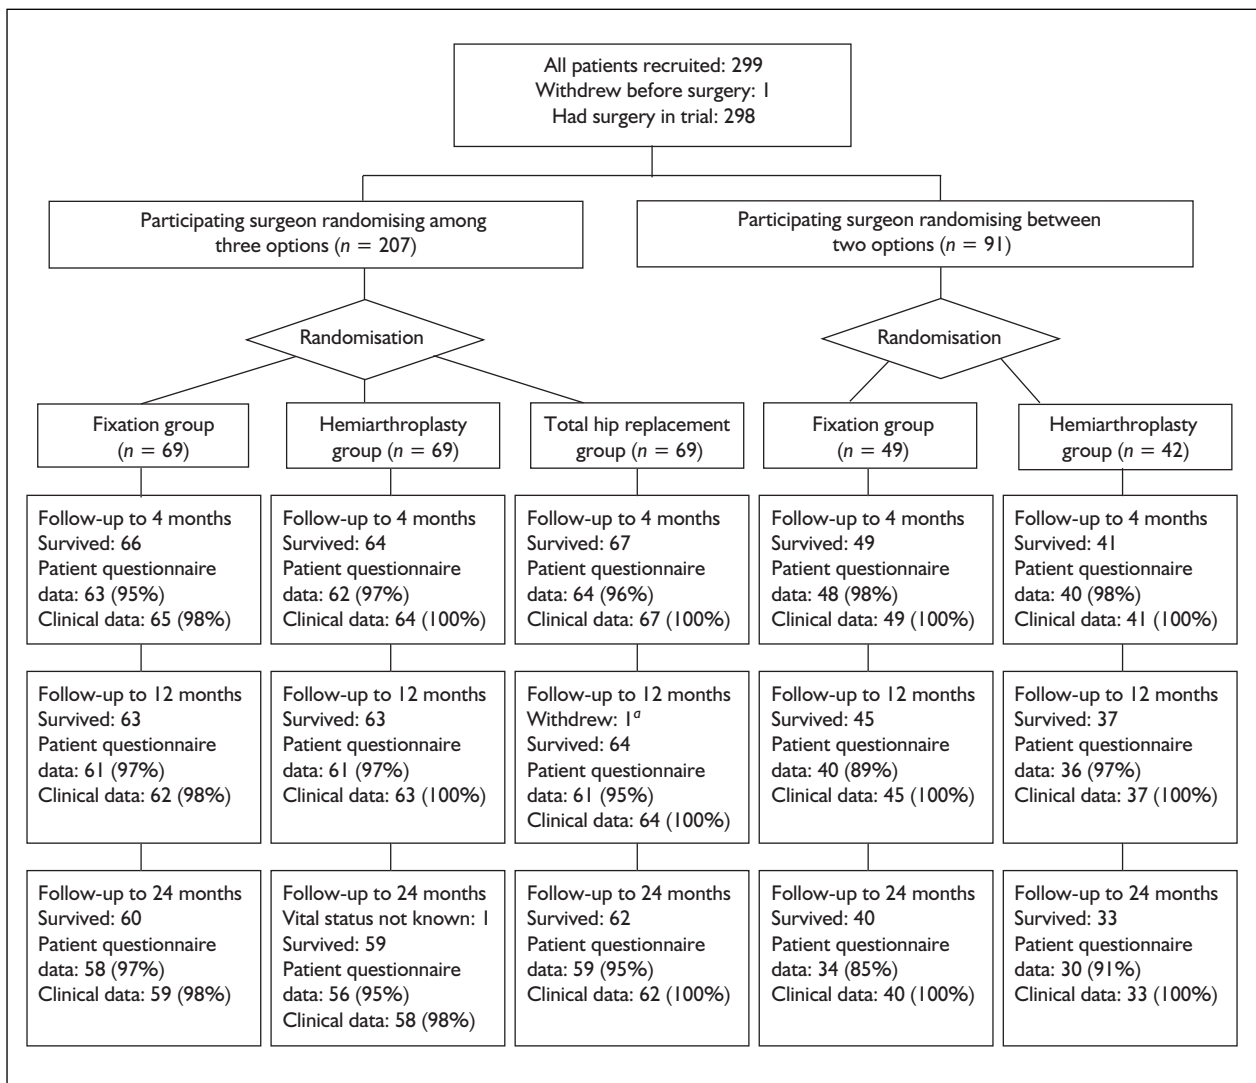 All patients recruited: 299
Withdrew before surgery: 1
Had surgery in trial: 298
Participating surgeon randomising among
three options (n = 207)
Participating surgeon randomising between
two options (n = 91)
Randomisation
Randomisation
Fixation group
(n = 69)
Hemiarthroplasty
group (n = 69)
Total hip replacement
group (n = 69)
Fixation group
(n = 49)
Hemiarthroplasty
group (n = 42)
Follow-up to 4 months
Survived: 66
Patient questionnaire
data: 63 (95%)
Clinical data: 65 (98%)
Follow-up to 4 months
Survived: 64
Patient questionnaire
data: 62 (97%)
Clinical data: 64 (100%)
Follow-up to 4 months
Survived: 67
Patient questionnaire
data: 64 (96%)
Clinical data: 67 (100%)
Follow-up to 4 months
Survived: 49
Patient questionnaire
data: 48 (98%)
Clinical data: 49 (100%)
Follow-up to 4 months
Survived: 41
Patient questionnaire
data: 40 (98%)
Clinical data: 41 (100%)
Follow-up to 12 months
Survived: 63
Patient questionnaire
data: 61 (97%)
Clinical data: 62 (98%)
Follow-up to 12 months
Survived: 63
Patient questionnaire
data: 61 (97%)
Clinical data: 63 (100%)
Follow-up to 12 months
Withdrew: 1a
Survived: 64
Patient questionnaire
data: 61 (95%)
Clinical data: 64 (100%)
Follow-up to 12 months
Survived: 45
Patient questionnaire
data: 40 (89%)
Clinical data: 45 (100%)
Follow-up to 12 months
Survived: 37
Patient questionnaire
data: 36 (97%)
Clinical data: 37 (100%)
Follow-up to 24 months
Survived: 60
Patient questionnaire
data: 58 (97%)
Clinical data: 59 (98%)
Follow-up to 24 months
Vital status not known: 1
Survived: 59
Patient questionnaire
data: 56 (95%)
Clinical data: 58 (98%)
Follow-up to 24 months
Survived: 62
Patient questionnaire
data: 59 (95%)
Clinical data: 62 (100%)
Follow-up to 24 months
Survived: 40
Patient questionnaire
data: 34 (85%)
Clinical data: 40 (100%)
Follow-up to 24 months
Survived: 33
Patient questionnaire
data: 30 (91%)
Clinical data: 33 (100%)